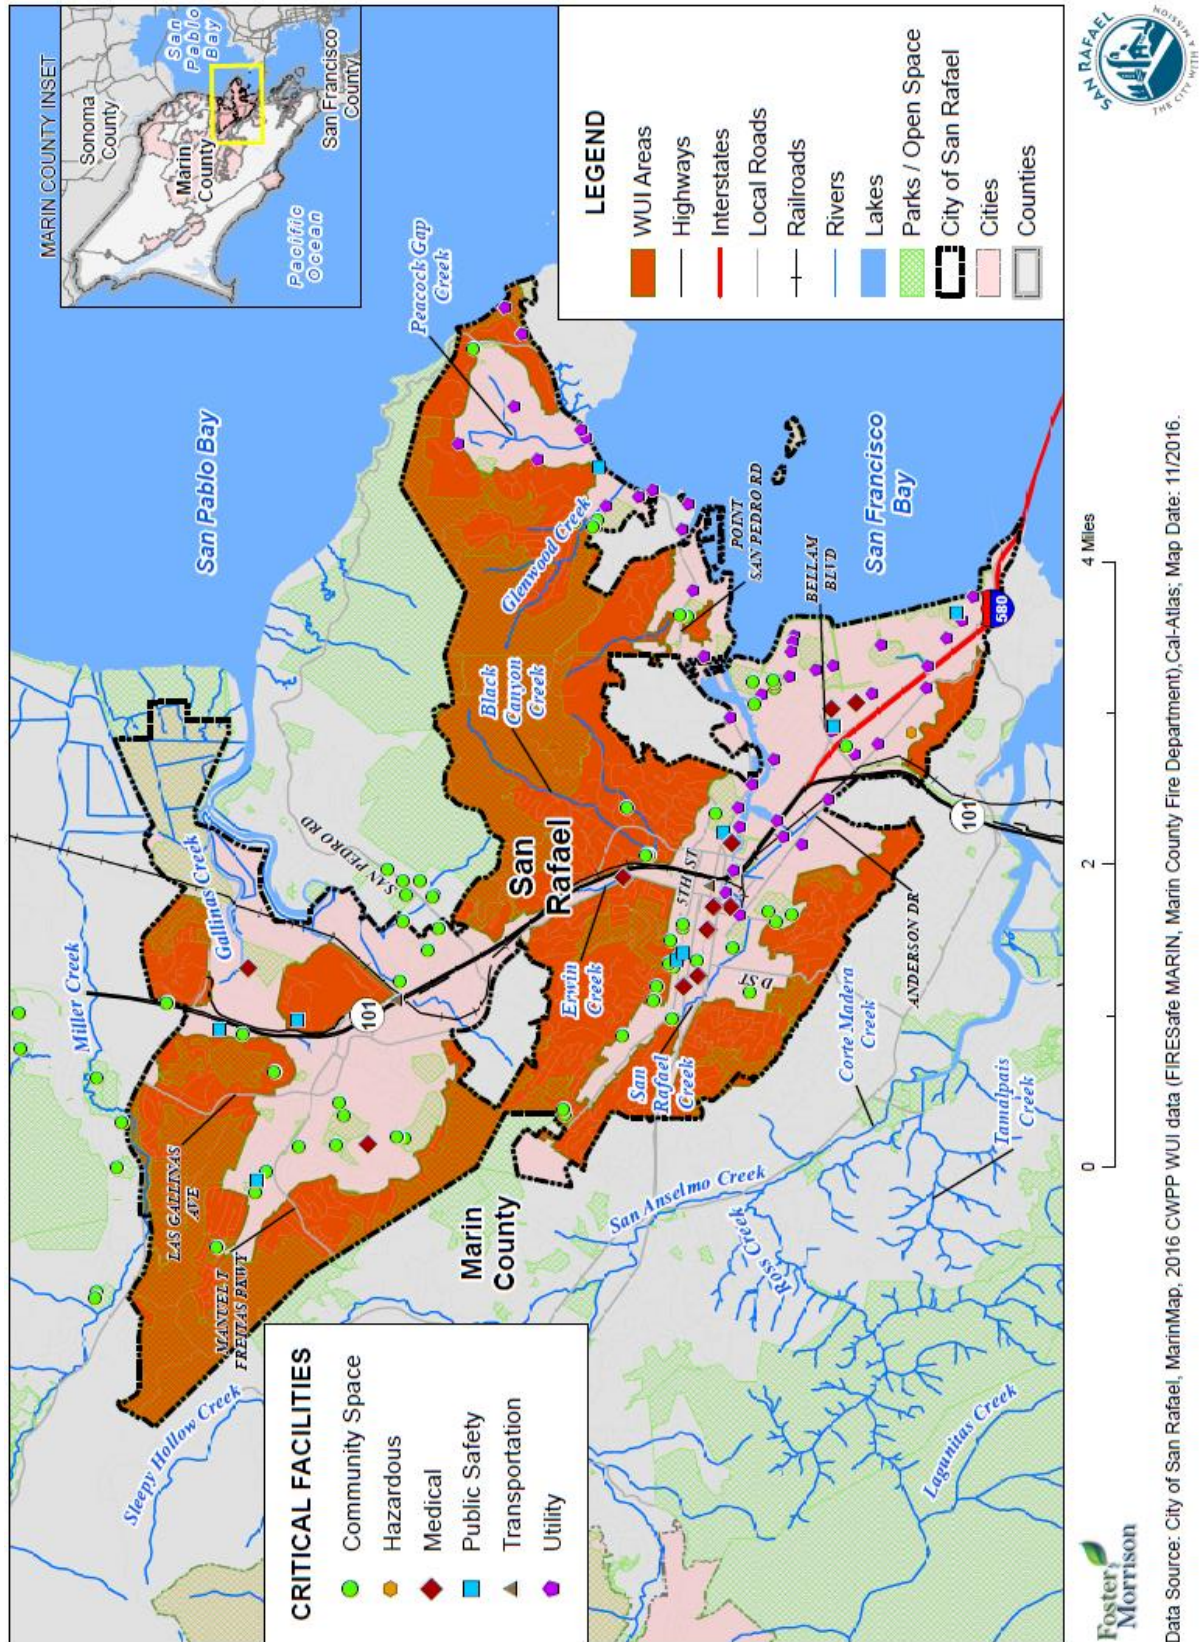 MARIN COUNTY INSET
Sonoma
County
San
Pablo
Bay
Marin
County
Pacific
Ocean
San Francisco
County
San Pablo Bay
Miller Creek
Gallinas Creek
SAN PEDRO RD
Peacock Gap
Creek
LAS GALLINAS
AVE
101
San
Rafael
Black
Canyon
Creek
Glenwood Creek
MANUEL T
FREITAS PKWY
Sleepy Hollow Creek
Marin
County
Erwin
Creek
5TH ST
POINT
SAN PEDRO RD
San
Rafael
Creek
D ST
BELLAM
BLVD
San Francisco
Bay
San Anselmo Creek
Corte Madera
Creek
ANDERSON DR
101
580
Ross Creek
Tamalpais
Creek
Lagunitas Creek
CRITICAL FACILITIES
Community Space
Hazardous
Medical
Public Safety
Transportation
Utility
LEGEND
WUI Areas
Highways
Interstates
Local Roads
Railroads
Rivers
Lakes
Parks / Open Space
City of San Rafael
Cities
Counties
0
2
4 Miles
Foster
Morrison
SAN RAFAEL
THE CITY WITH A MISSION
Data Source: City of San Rafael, MarinMap, 2016 CWPP WUI data (FIRESafe MARIN, Marin County Fire Department), Cal-Atlas; Map Date: 11/2016.